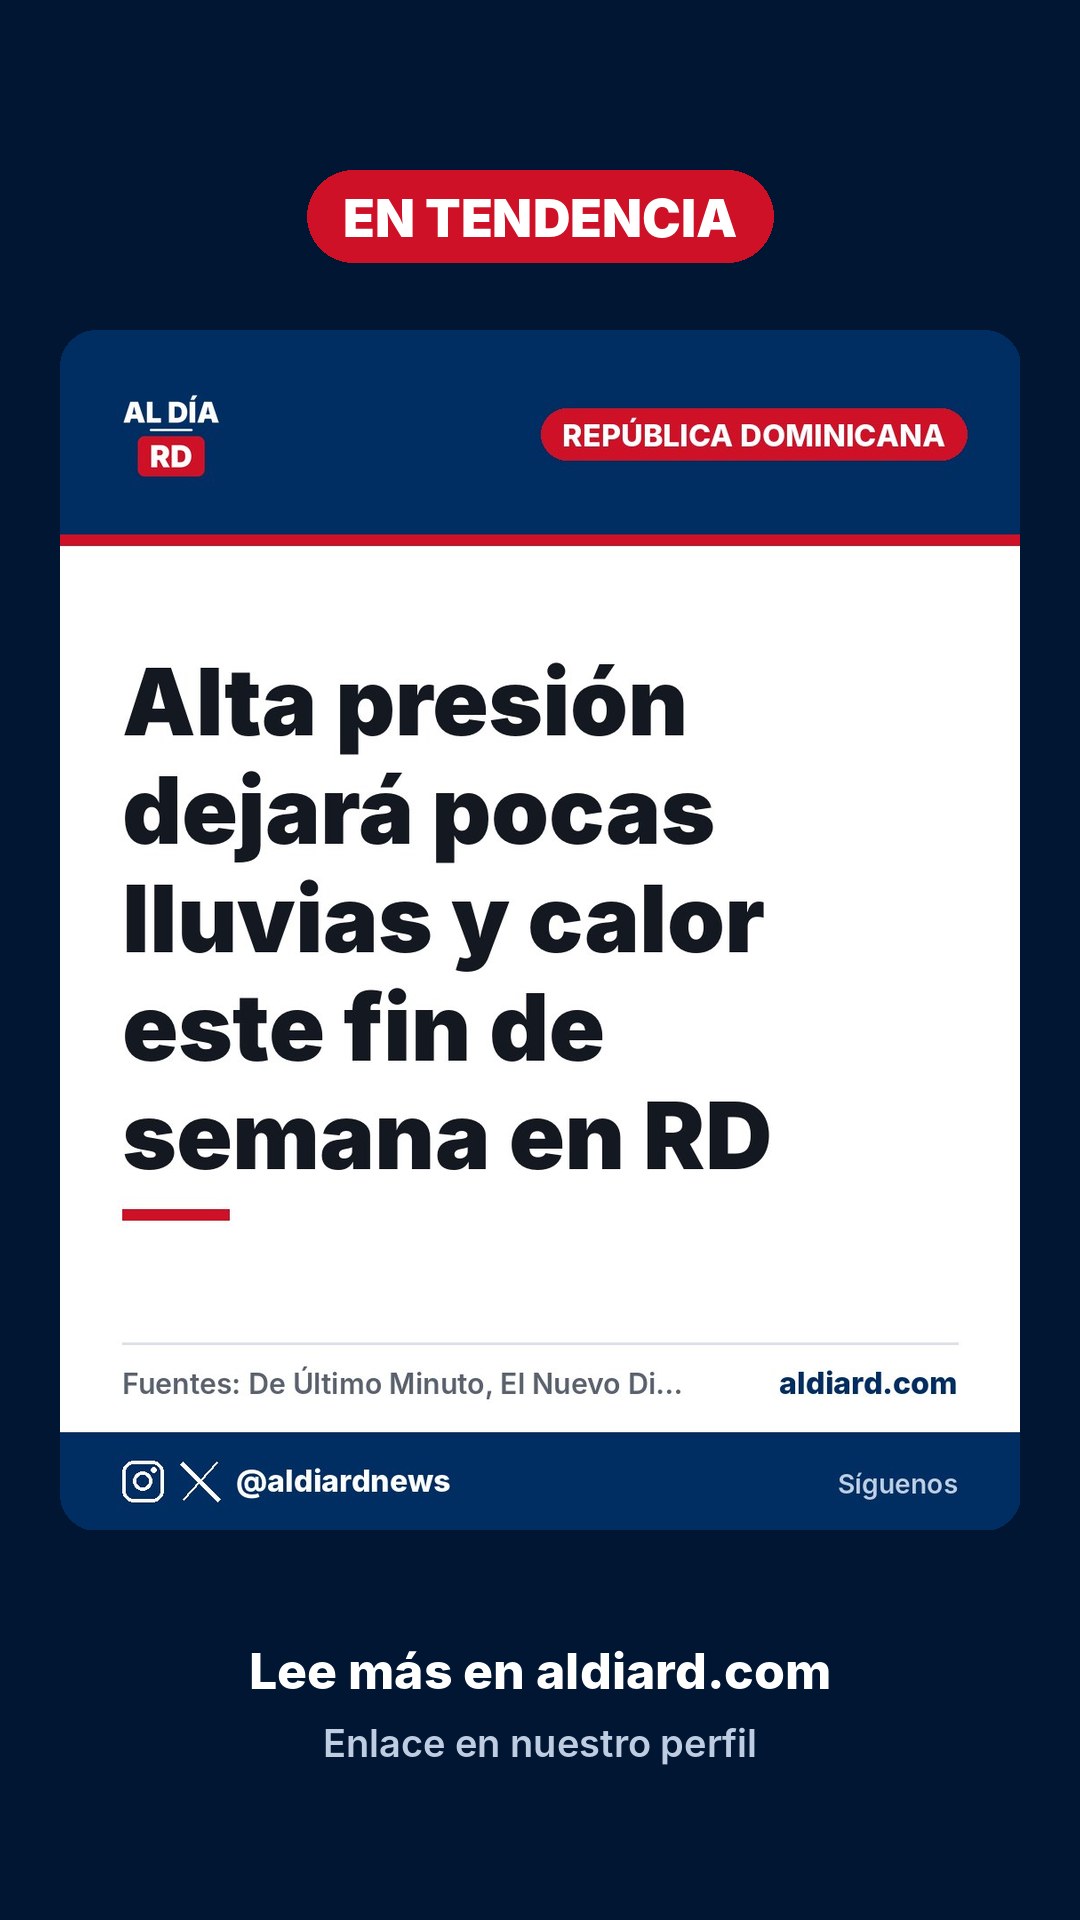 EN TENDENCIA
AL DÍA
RD
REPÚBLICA DOMINICANA
Alta presión
dejará pocas
lluvias y calor
este fin de
semana en RD
Fuentes: De Último Minuto, El Nuevo Di...
aldiard.com
@aldiardnews
Síguenos
Lee más en aldiard.com
Enlace en nuestro perfil